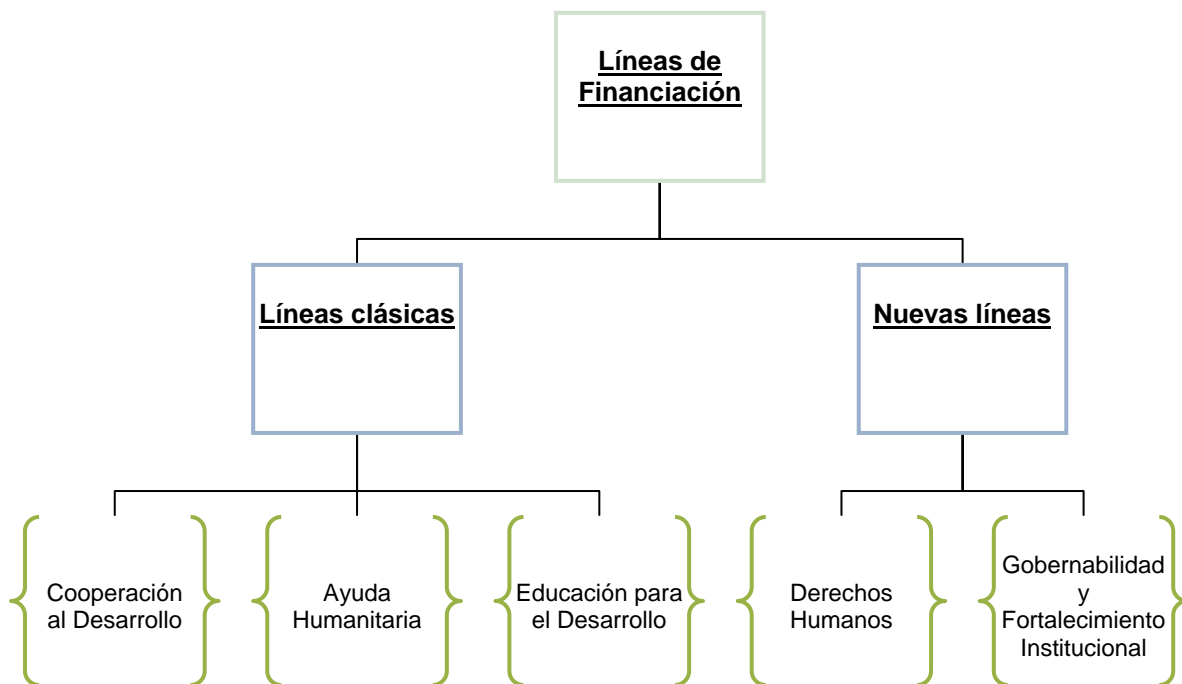 Líneas de
Financiación
Líneas clásicas
Nuevas líneas
Cooperación
al Desarrollo
Ayuda
Humanitaria
Educación para
el Desarrollo
Derechos
Humanos
Gobernabilidad
y
Fortalecimiento
Institucional